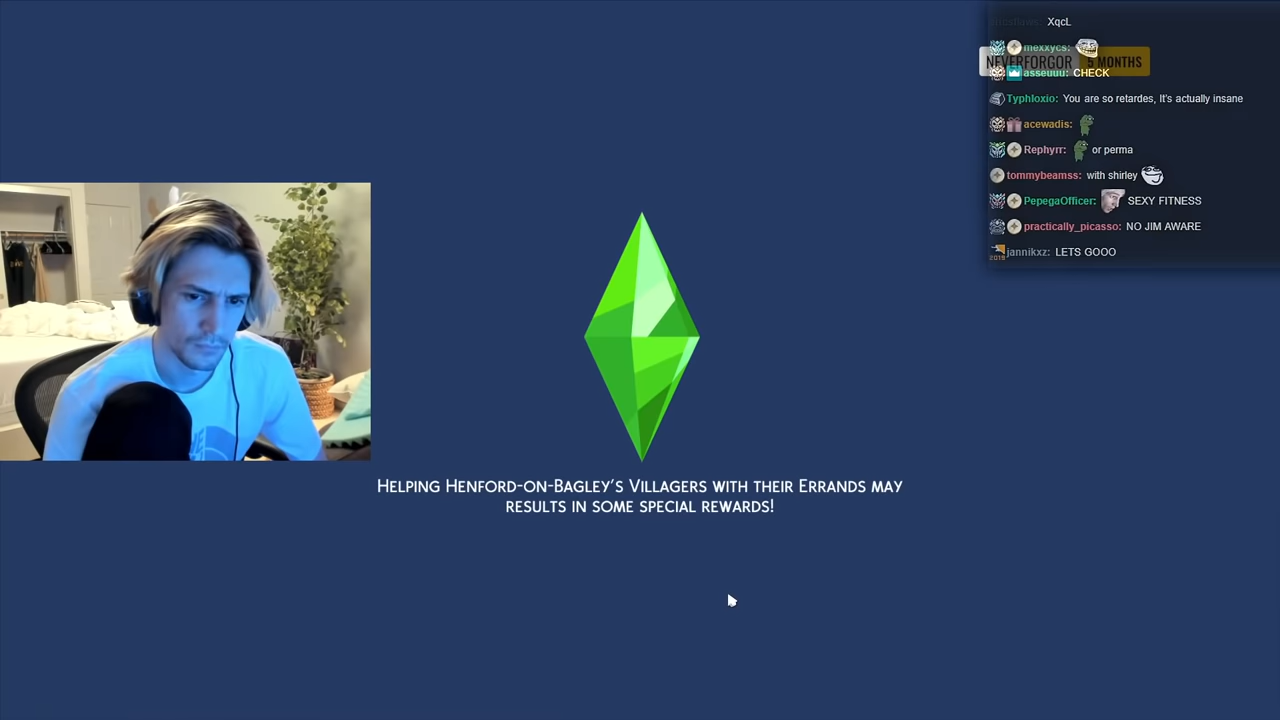 XqcL
mexxycs:
NEVERFORGOR 5 MONTHS
asseuuu: CHECK
Typhloxio: You are so retardes, It's actually insane
acewadis:
Rephyrr: or perma
tommybeamss: with shirley
PepegaOfficer: SEXY FITNESS
practically_picasso: NO JIM AWARE
jannikxz: LETS GOOO
2019
HELPING HENFORD-ON-BAGLEY'S VILLAGERS WITH THEIR ERRANDS MAY
RESULTS IN SOME SPECIAL REWARDS!